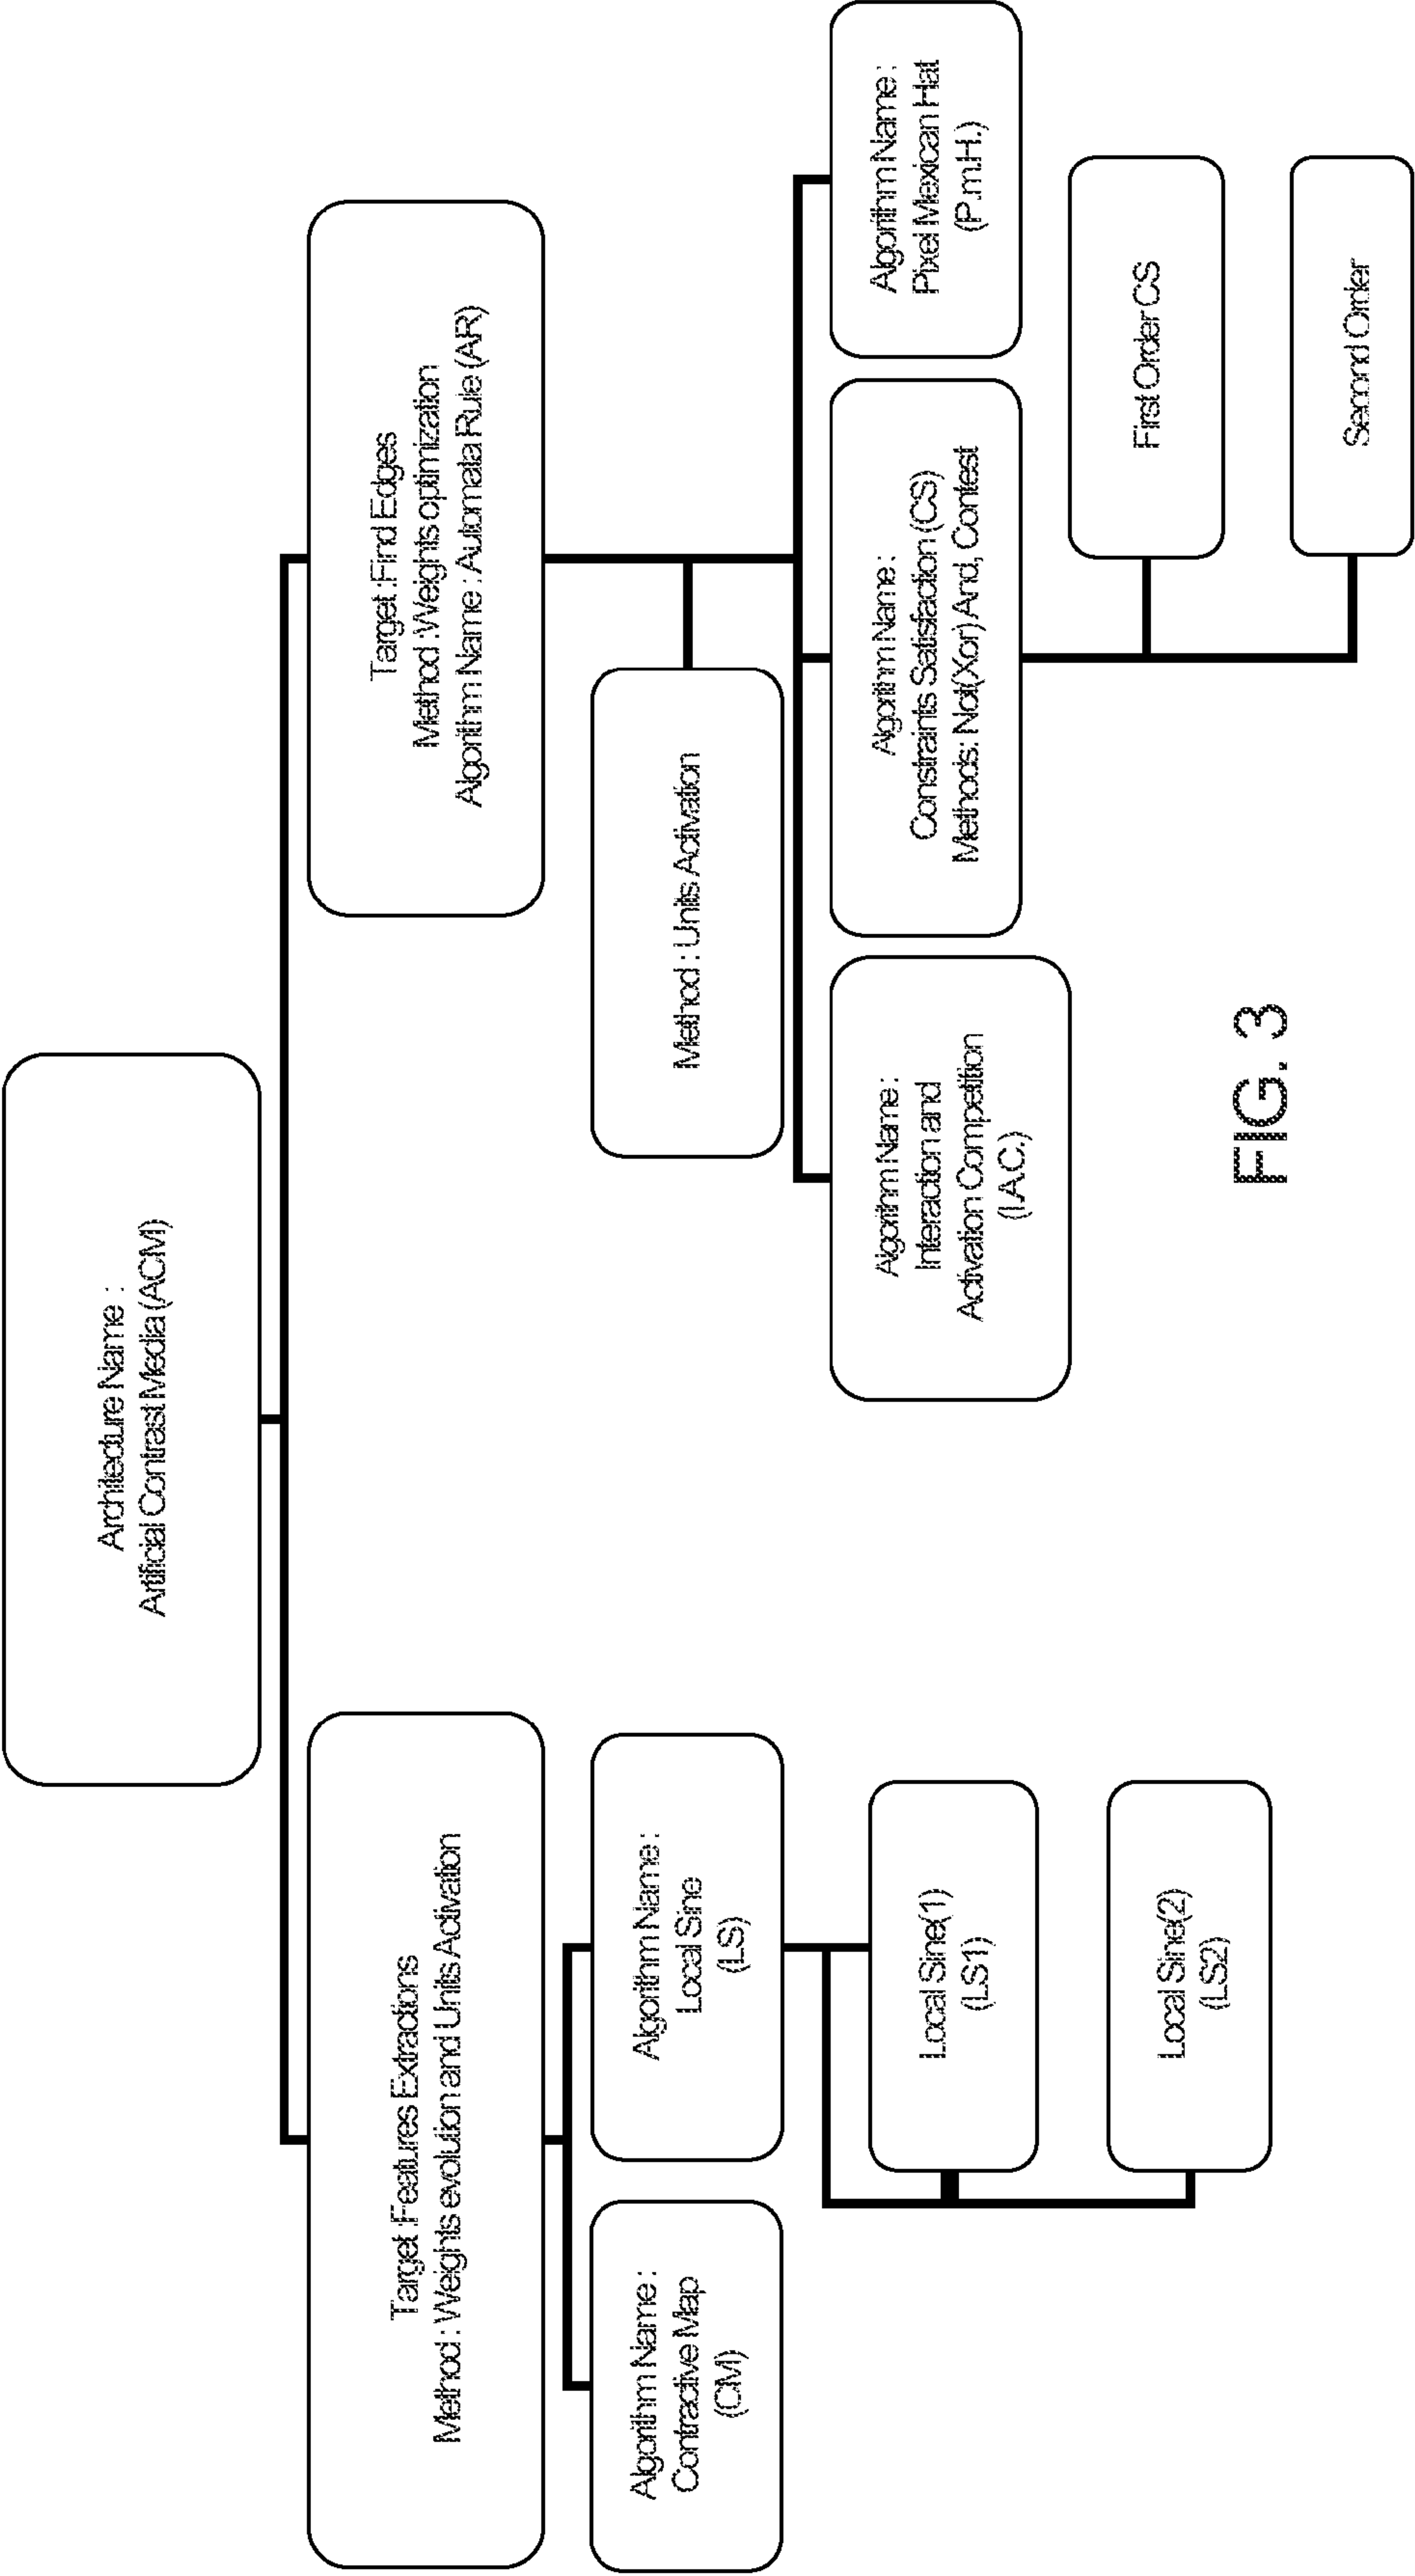 Architecture Name :
Artificial Contrast Media (ACM)
Target :Features Extractions
Method : Weights evolution and Units Activation
Target :Find Edges
Method :Weights optimization
Algorithm Name : Automata Rule (AR)
Algorithm Name :
Contractive Map
(CM)
Algorithm Name :
Local Sine
(LS)
Method : Units Activation
Local Sine(1)
(LS1)
Local Sine(2)
(LS2)
Algorithm Name :
Interaction and
Activation Competition
(I.A.C.)
Algorithm Name :
Constraints Satisfaction (CS)
Methods: Not(Xor) And, Contest
Algorithm Name :
Pixel Mexican Hat
(P.m.H.)
First Order CS
Second Order
FIG. 3